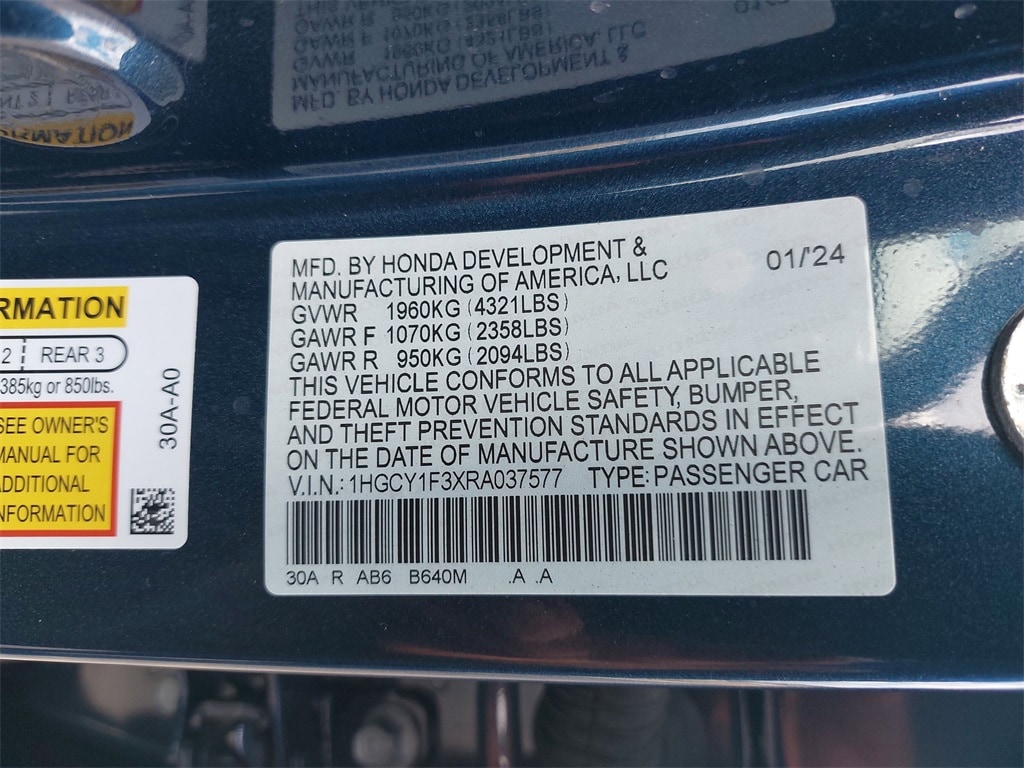 MFD. BY HONDA DEVELOPMENT &
MANUFACTURING OF AMERICA, LLC
01/'24
GVWR 1960KG (4321LBS)
GAWR F 1070KG (2358LBS)
GAWR R 950KG (2094LBS)
THIS VEHICLE CONFORMS TO ALL APPLICABLE
FEDERAL MOTOR VEHICLE SAFETY, BUMPER,
AND THEFT PREVENTION STANDARDS IN EFFECT
ON THE DATE OF MANUFACTURE SHOWN ABOVE.
V.I.N.: 1HGCY1F3XRA037577 TYPE: PASSENGER CAR
30A R AB6 B640M .A .A
RMATION
2 REAR 3
385kg or 850lbs.
SEE OWNER'S
MANUAL FOR
ADDITIONAL
INFORMATION
30A-A0